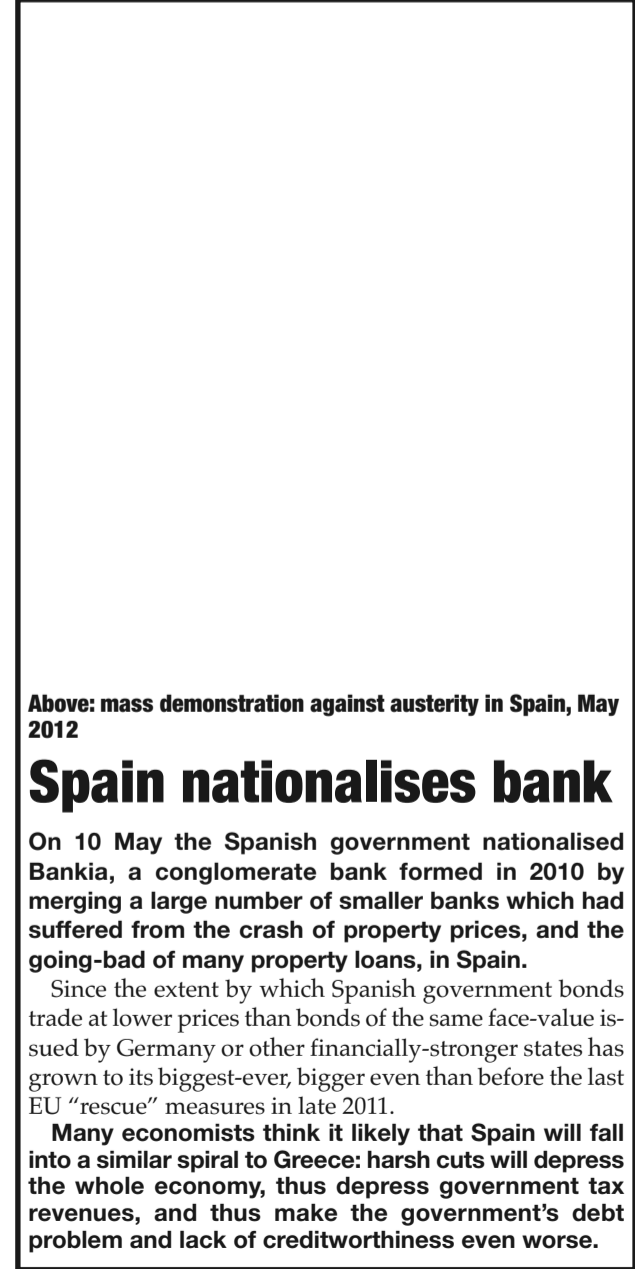 Above: mass demonstration against austerity in Spain, May
2012
Spain nationalises bank
On 10 May the Spanish government nationalised
Bankia, a conglomerate bank formed in 2010 by
merging a large number of smaller banks which had
suffered from the crash of property prices, and the
going-bad of many property loans, in Spain.
Since the extent by which Spanish government bonds
trade at lower prices than bonds of the same face-value is-
sued by Germany or other financially-stronger states has
grown to its biggest-ever, bigger even than before the last
EU “rescue” measures in late 2011.
Many economists think it likely that Spain will fall
into a similar spiral to Greece: harsh cuts will depress
the whole economy, thus depress government tax
revenues, and thus make the government’s debt
problem and lack of creditworthiness even worse.